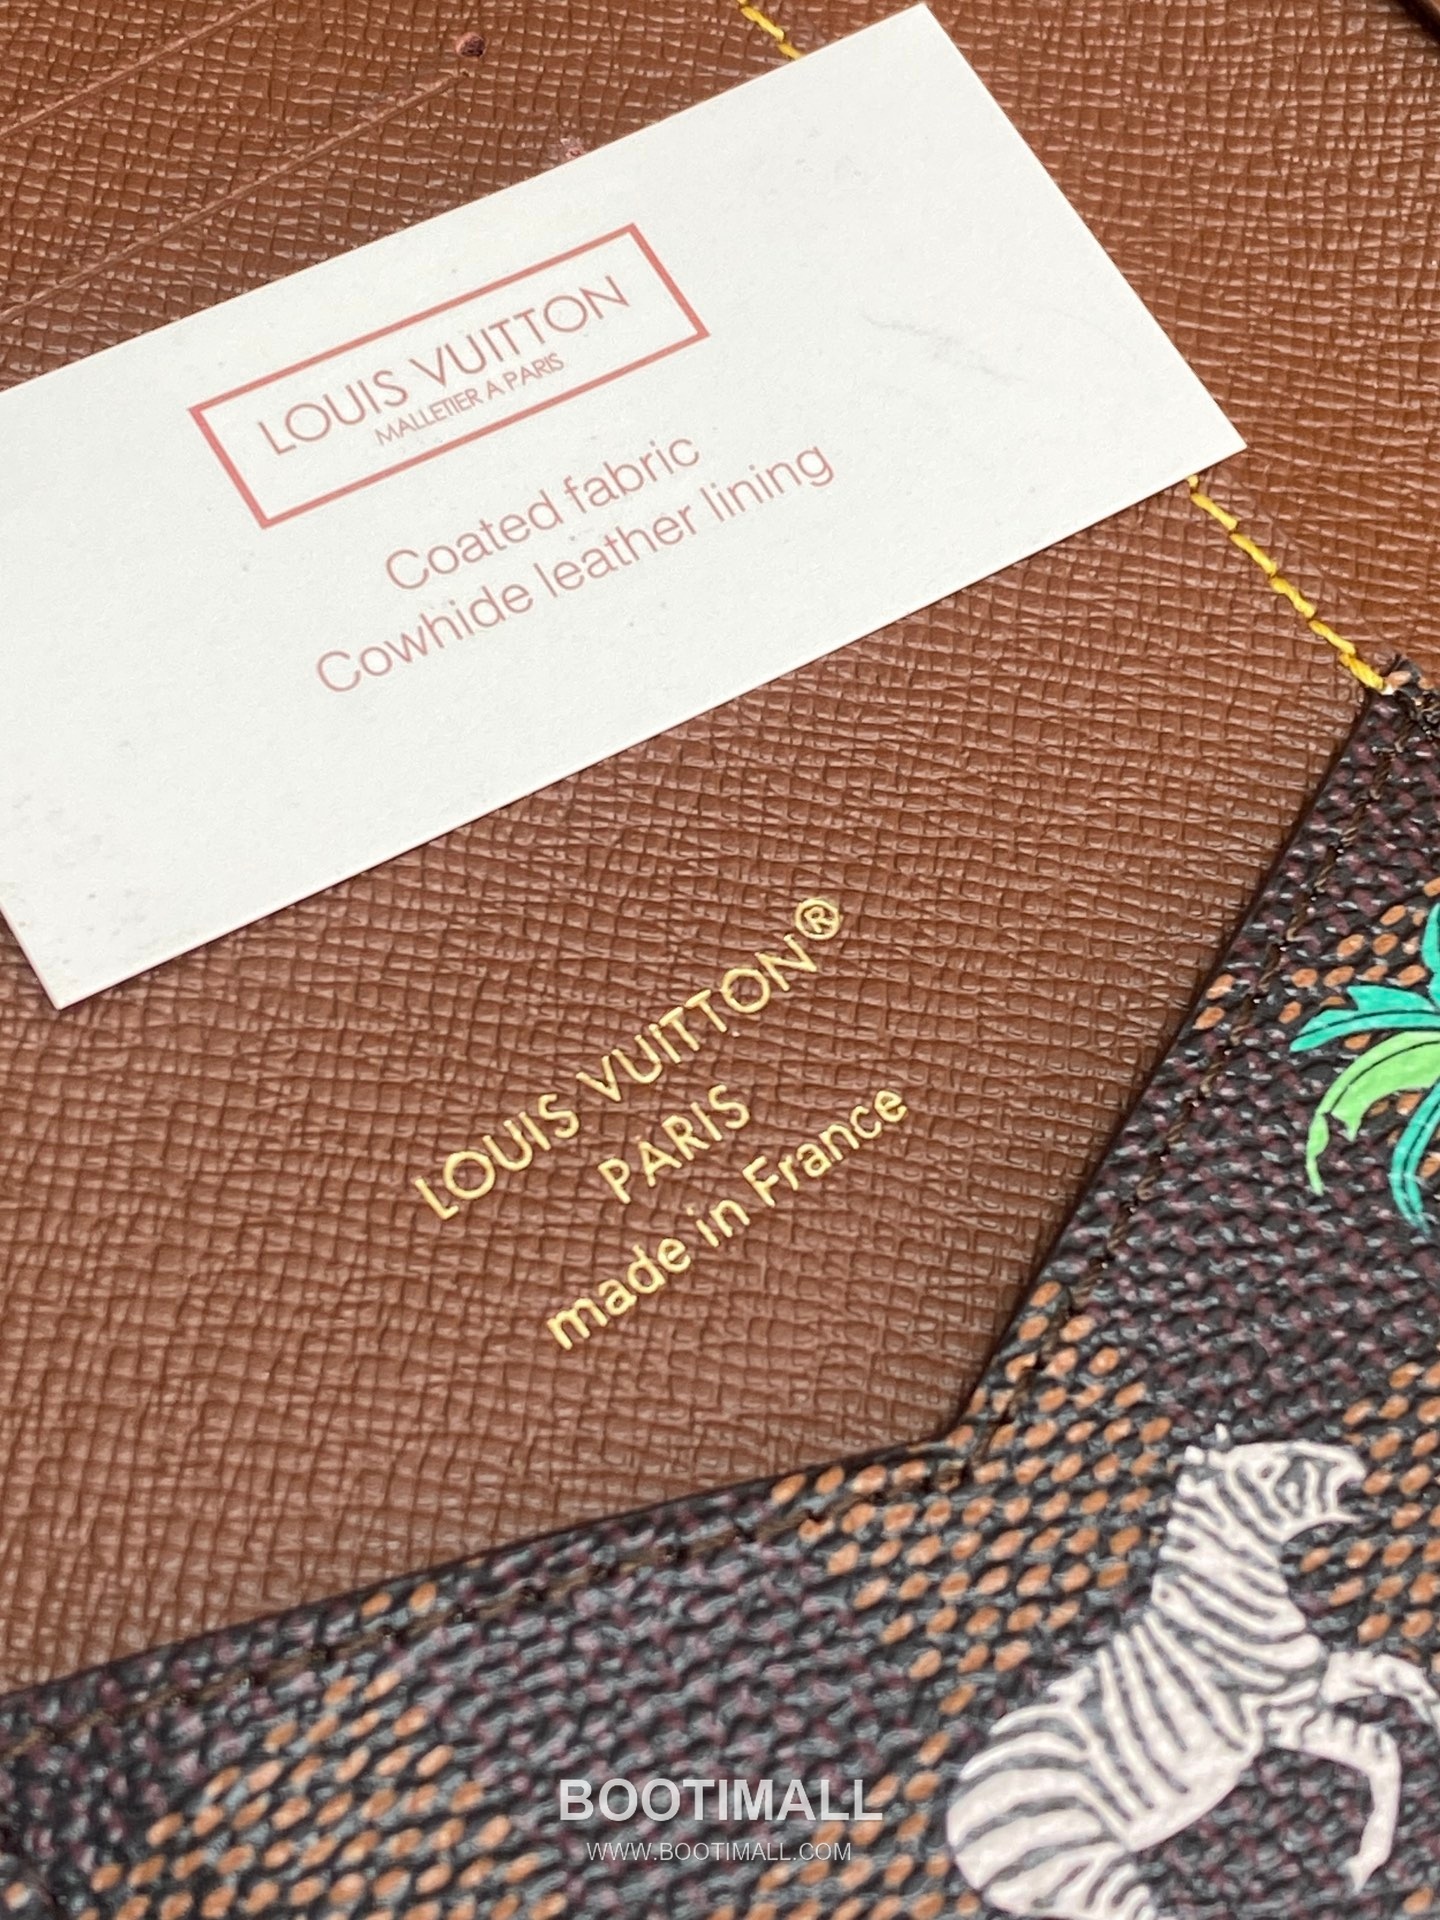 LOUIS VUITTON
MALLETIER A PARIS
Coated fabric
Cowhide leather lining
LOUIS VUITTON®
PARIS
made in France
BOOTIMALL
WWW.BOOTIMALL.COM